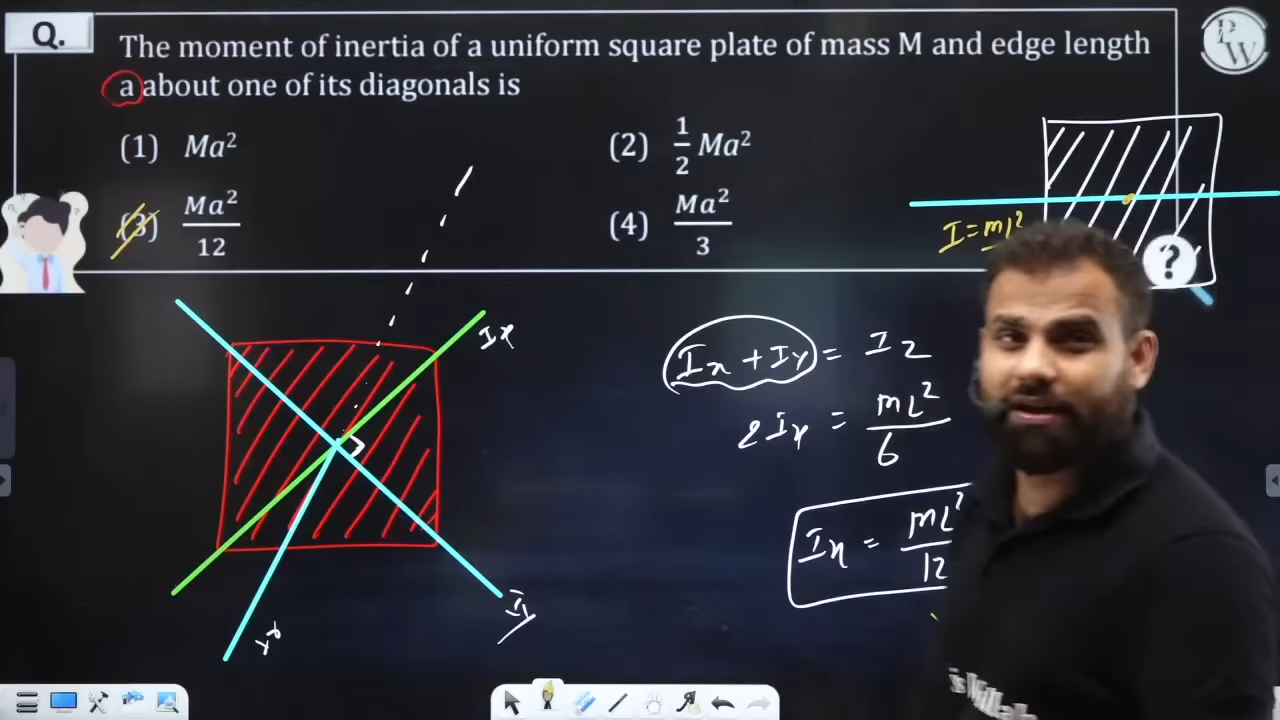 Q.
The moment of inertia of a uniform square plate of mass M and edge length
a about one of its diagonals is
(1) Ma²
(2) 1/2 Ma²
(3) Ma²/12
(4) Ma²/3
PW
I = ml²
?
Ix
Ix + Iy = Iz
2Ix = mL²/6
Ix = mL²/12
Iy